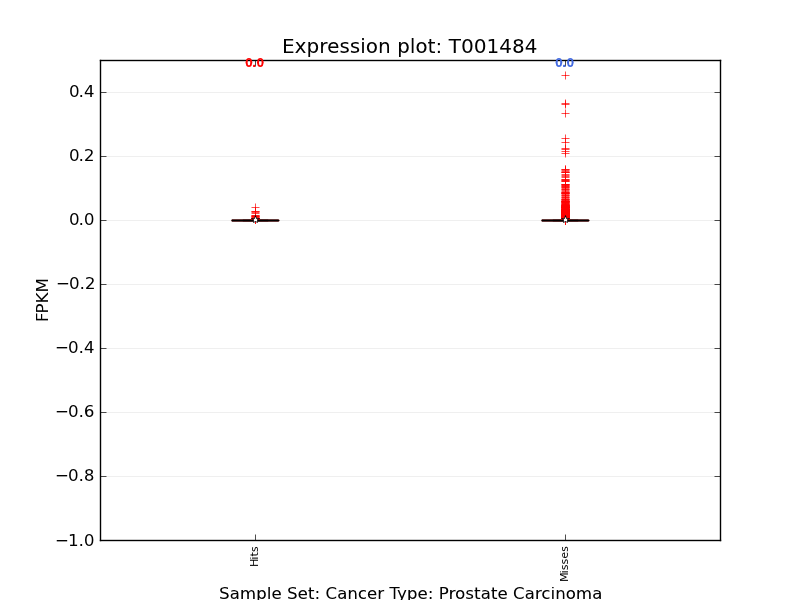 Expression plot: T001484
0.0
0.0
0.4
0.2
0.0
−0.2
−0.4
−0.6
−0.8
−1.0
FPKM
Hits
Misses
Sample Set: Cancer Type: Prostate Carcinoma